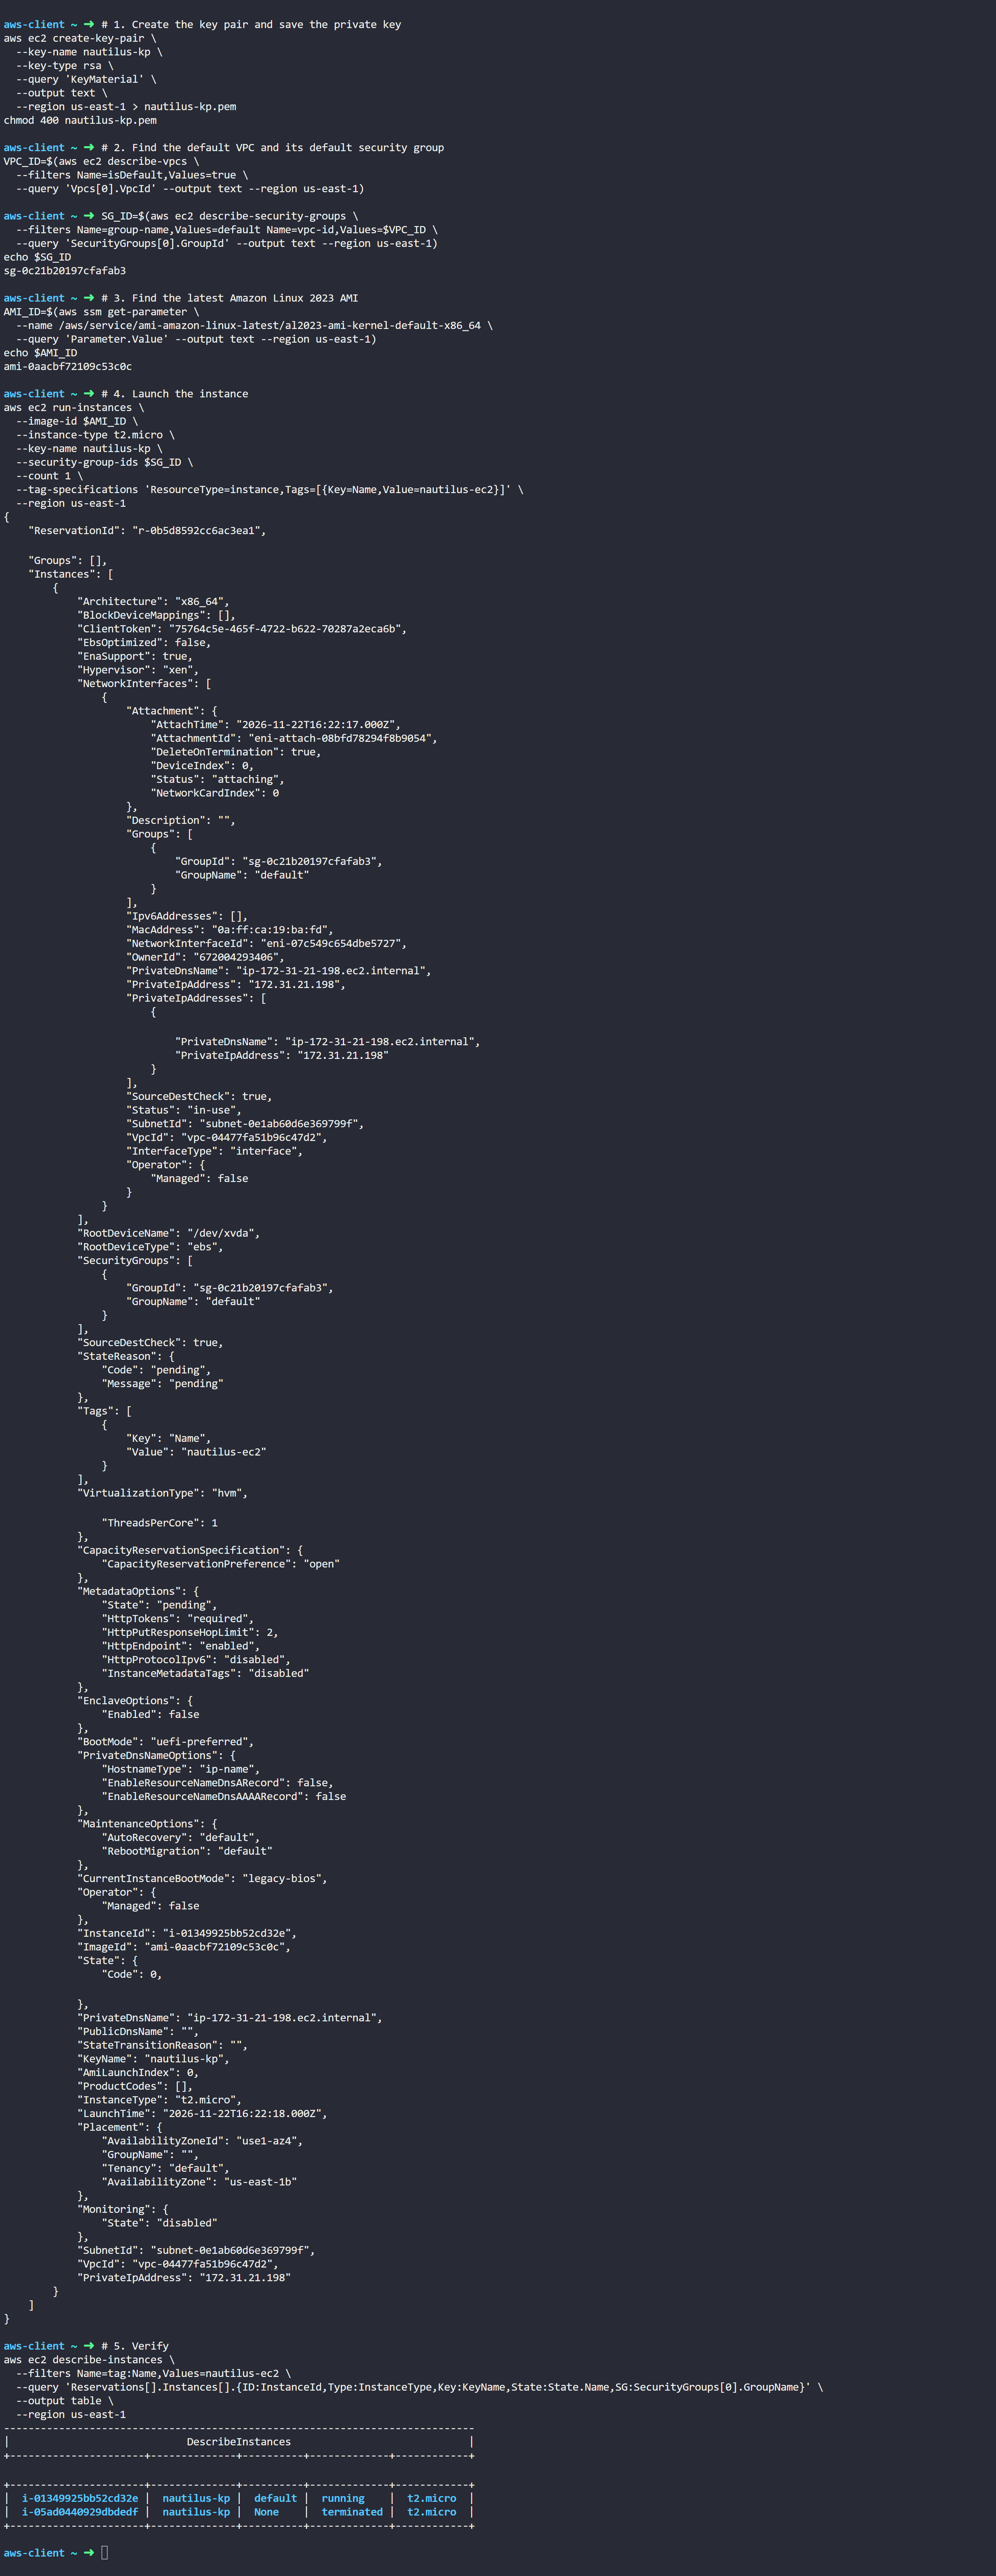 aws-client ~ ➜ # 1. Create the key pair and save the private key
aws ec2 create-key-pair \
  --key-name nautilus-kp \
  --key-type rsa \
  --query 'KeyMaterial' \
  --output text \
  --region us-east-1 > nautilus-kp.pem
chmod 400 nautilus-kp.pem

aws-client ~ ➜ # 2. Find the default VPC and its default security group
VPC_ID=$(aws ec2 describe-vpcs \
  --filters Name=isDefault,Values=true \
  --query 'Vpcs[0].VpcId' --output text --region us-east-1)

aws-client ~ ➜ SG_ID=$(aws ec2 describe-security-groups \
  --filters Name=group-name,Values=default Name=vpc-id,Values=$VPC_ID \
  --query 'SecurityGroups[0].GroupId' --output text --region us-east-1)
echo $SG_ID
sg-0c21b20197cfafab3

aws-client ~ ➜ # 3. Find the latest Amazon Linux 2023 AMI
AMI_ID=$(aws ssm get-parameter \
  --name /aws/service/ami-amazon-linux-latest/al2023-ami-kernel-default-x86_64 \
  --query 'Parameter.Value' --output text --region us-east-1)
echo $AMI_ID
ami-0aacbf72109c53c0c

aws-client ~ ➜ # 4. Launch the instance
aws ec2 run-instances \
  --image-id $AMI_ID \
  --instance-type t2.micro \
  --key-name nautilus-kp \
  --security-group-ids $SG_ID \
  --count 1 \
  --tag-specifications 'ResourceType=instance,Tags=[{Key=Name,Value=nautilus-ec2}]' \
  --region us-east-1
{
    "ReservationId": "r-0b5d8592cc6ac3ea1",

    "Groups": [],
    "Instances": [
        {
            "Architecture": "x86_64",
            "BlockDeviceMappings": [],
            "ClientToken": "75764c5e-465f-4722-b622-70287a2eca6b",
            "EbsOptimized": false,
            "EnaSupport": true,
            "Hypervisor": "xen",
            "NetworkInterfaces": [
                {
                    "Attachment": {
                        "AttachTime": "2026-11-22T16:22:17.000Z",
                        "AttachmentId": "eni-attach-08bfd78294f8b9054",
                        "DeleteOnTermination": true,
                        "DeviceIndex": 0,
                        "Status": "attaching",
                        "NetworkCardIndex": 0
                    },
                    "Description": "",
                    "Groups": [
                        {
                            "GroupId": "sg-0c21b20197cfafab3",
                            "GroupName": "default"
                        }
                    ],
                    "Ipv6Addresses": [],
                    "MacAddress": "0a:ff:ca:19:ba:fd",
                    "NetworkInterfaceId": "eni-07c549c654dbe5727",
                    "OwnerId": "672004293406",
                    "PrivateDnsName": "ip-172-31-21-198.ec2.internal",
                    "PrivateIpAddress": "172.31.21.198",
                    "PrivateIpAddresses": [
                        {

                            "PrivateDnsName": "ip-172-31-21-198.ec2.internal",
                            "PrivateIpAddress": "172.31.21.198"
                        }
                    ],
                    "SourceDestCheck": true,
                    "Status": "in-use",
                    "SubnetId": "subnet-0e1ab60d6e369799f",
                    "VpcId": "vpc-04477fa51b96c47d2",
                    "InterfaceType": "interface",
                    "Operator": {
                        "Managed": false
                    }
                }
            ],
            "RootDeviceName": "/dev/xvda",
            "RootDeviceType": "ebs",
            "SecurityGroups": [
                {
                    "GroupId": "sg-0c21b20197cfafab3",
                    "GroupName": "default"
                }
            ],
            "SourceDestCheck": true,
            "StateReason": {
                "Code": "pending",
                "Message": "pending"
            },
            "Tags": [
                {
                    "Key": "Name",
                    "Value": "nautilus-ec2"
                }
            ],
            "VirtualizationType": "hvm",

                "ThreadsPerCore": 1
            },
            "CapacityReservationSpecification": {
                "CapacityReservationPreference": "open"
            },
            "MetadataOptions": {
                "State": "pending",
                "HttpTokens": "required",
                "HttpPutResponseHopLimit": 2,
                "HttpEndpoint": "enabled",
                "HttpProtocolIpv6": "disabled",
                "InstanceMetadataTags": "disabled"
            },
            "EnclaveOptions": {
                "Enabled": false
            },
            "BootMode": "uefi-preferred",
            "PrivateDnsNameOptions": {
                "HostnameType": "ip-name",
                "EnableResourceNameDnsARecord": false,
                "EnableResourceNameDnsAAAARecord": false
            },
            "MaintenanceOptions": {
                "AutoRecovery": "default",
                "RebootMigration": "default"
            },
            "CurrentInstanceBootMode": "legacy-bios",
            "Operator": {
                "Managed": false
            },
            "InstanceId": "i-01349925bb52cd32e",
            "ImageId": "ami-0aacbf72109c53c0c",
            "State": {
                "Code": 0,

            },
            "PrivateDnsName": "ip-172-31-21-198.ec2.internal",
            "PublicDnsName": "",
            "StateTransitionReason": "",
            "KeyName": "nautilus-kp",
            "AmiLaunchIndex": 0,
            "ProductCodes": [],
            "InstanceType": "t2.micro",
            "LaunchTime": "2026-11-22T16:22:18.000Z",
            "Placement": {
                "AvailabilityZoneId": "use1-az4",
                "GroupName": "",
                "Tenancy": "default",
                "AvailabilityZone": "us-east-1b"
            },
            "Monitoring": {
                "State": "disabled"
            },
            "SubnetId": "subnet-0e1ab60d6e369799f",
            "VpcId": "vpc-04477fa51b96c47d2",
            "PrivateIpAddress": "172.31.21.198"
        }
    ]
}

aws-client ~ ➜ # 5. Verify
aws ec2 describe-instances \
  --filters Name=tag:Name,Values=nautilus-ec2 \
  --query 'Reservations[].Instances[].{ID:InstanceId,Type:InstanceType,Key:KeyName,State:State.Name,SG:SecurityGroups[0].GroupName}' \
  --output table \
  --region us-east-1
-----------------------------------------------------------------------------
|                             DescribeInstances                             |
+----------------------+--------------+----------+-------------+------------+

+----------------------+--------------+----------+-------------+------------+
|  i-01349925bb52cd32e |  nautilus-kp |  default |  running    |  t2.micro  |
|  i-05ad0440929dbdedf |  nautilus-kp |  None    |  terminated |  t2.micro  |
+----------------------+--------------+----------+-------------+------------+

aws-client ~ ➜